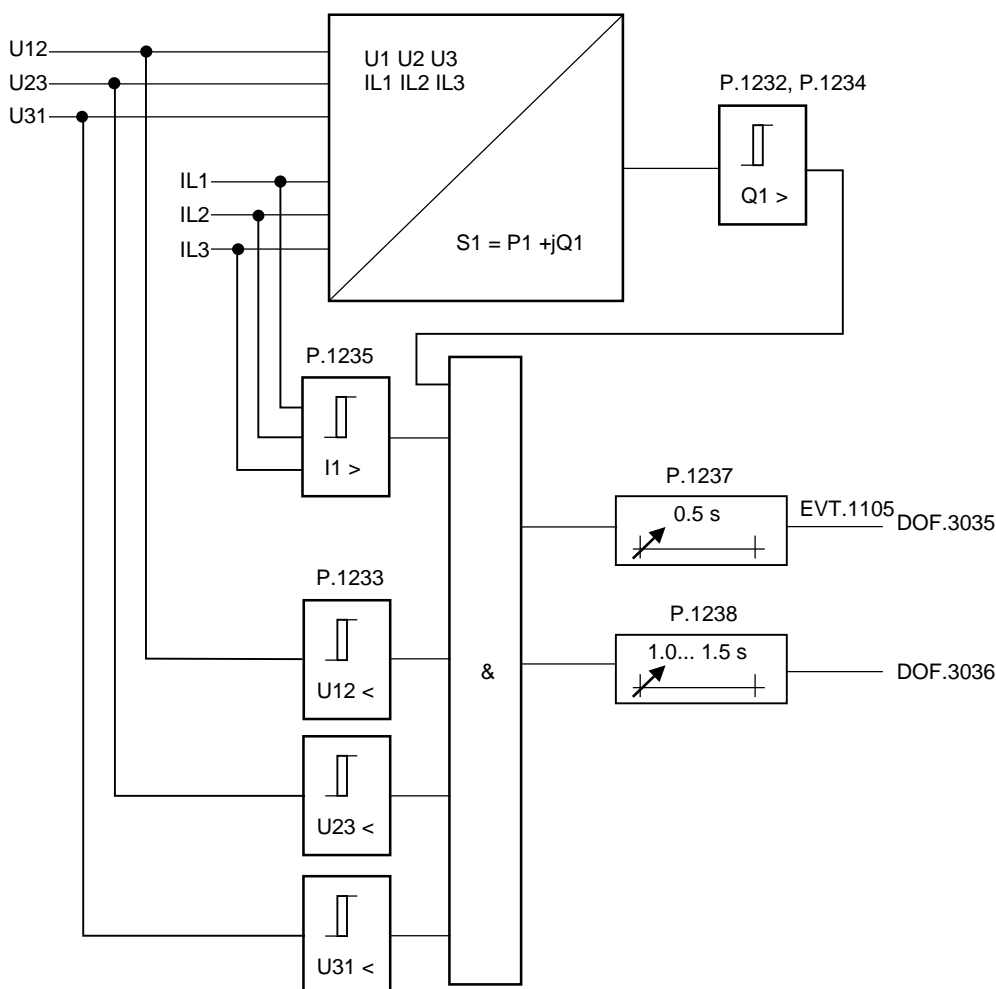 U12
U23
U31
U1 U2 U3
IL1 IL2 IL3
P.1232, P.1234
Q1 >
IL1
IL2
IL3
S1 = P1 +jQ1
P.1235
I1 >
P.1237
0.5 s
EVT.1105
DOF.3035
P.1233
U12 <
&
P.1238
1.0... 1.5 s
DOF.3036
U23 <
U31 <